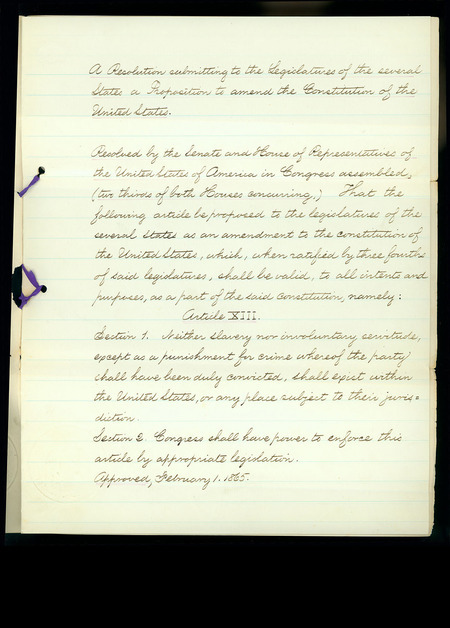 A Resolution submitting to the Legislatures of the several
States a Proposition to amend the Constitution of the
United States.
Resolved by the Senate and House of Representatives of
the United States of America in Congress assembled,
(two thirds of both Houses concurring,) That the
following article be proposed to the legislatures of the
several States as an amendment to the constitution of
the United States, which, when ratified by three fourths
of said legislatures, shall be valid, to all intents and
purposes, as a part of the said constitution, namely:
Article XIII.
Section 1. Neither slavery nor involuntary servitude,
except as a punishment for crime whereof the party
shall have been duly convicted, shall exist within
the United States, or any place subject to their juris=
diction.
Section 2. Congress shall have power to enforce this
article by appropriate legislation.
Approved, February 1. 1865.